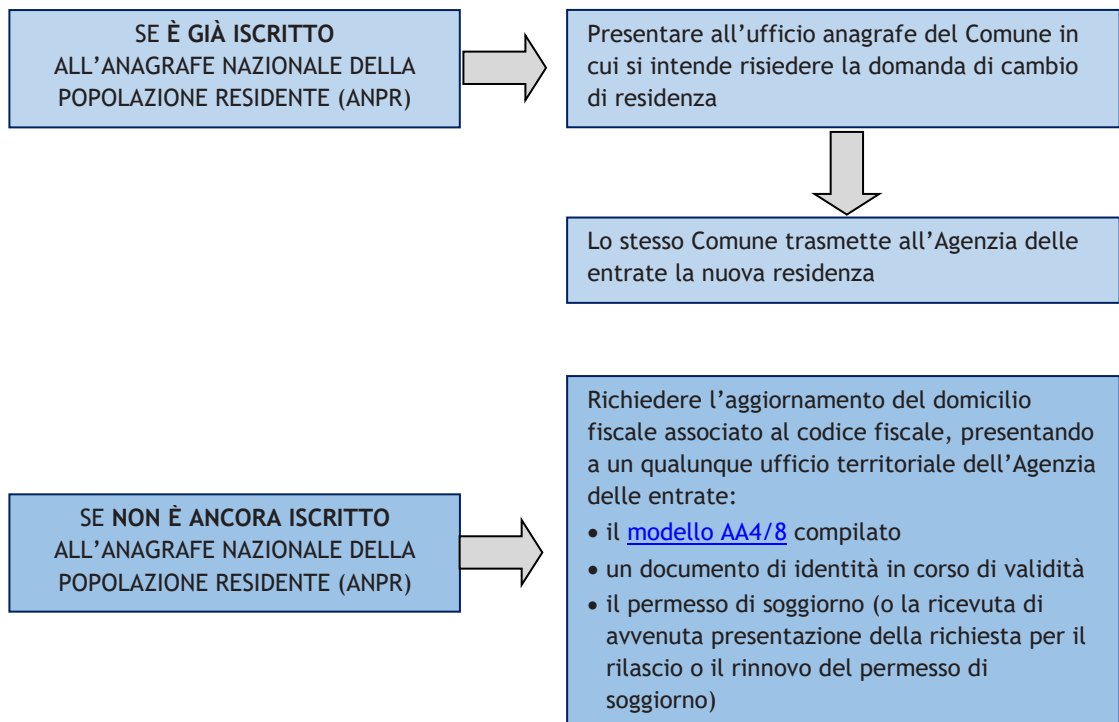 SE È GIÀ ISCRITTO
ALL’ANAGRAFE NAZIONALE DELLA
POPOLAZIONE RESIDENTE (ANPR)
Presentare all’ufficio anagrafe del Comune in
cui si intende risiedere la domanda di cambio
di residenza
Lo stesso Comune trasmette all’Agenzia delle
entrate la nuova residenza
SE NON È ANCORA ISCRITTO
ALL’ANAGRAFE NAZIONALE DELLA
POPOLAZIONE RESIDENTE (ANPR)
Richiedere l’aggiornamento del domicilio
fiscale associato al codice fiscale, presentando
a un qualunque ufficio territoriale dell’Agenzia
delle entrate:
• il modello AA4/8 compilato
• un documento di identità in corso di validità
• il permesso di soggiorno (o la ricevuta di
avvenuta presentazione della richiesta per il
rilascio o il rinnovo del permesso di
soggiorno)